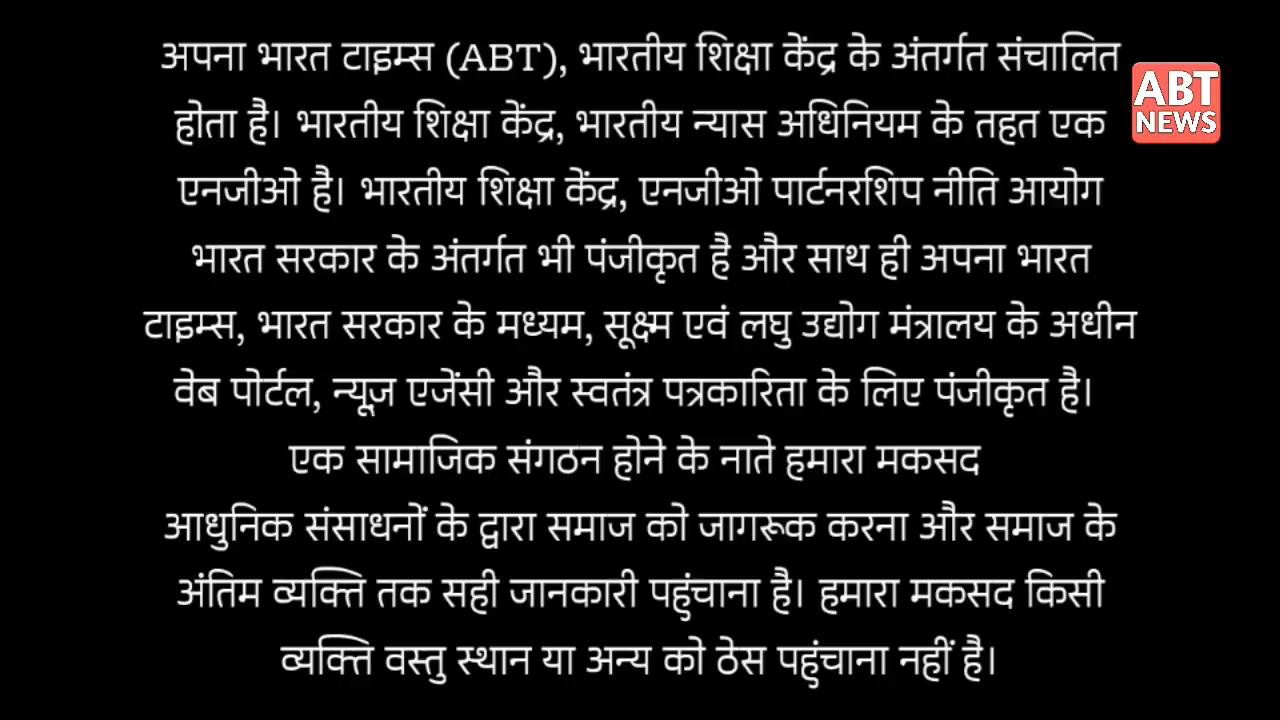 अपना भारत टाइम्स (ABT), भारतीय शिक्षा केंद्र के अंतर्गत संचालित
होता है। भारतीय शिक्षा केंद्र, भारतीय न्यास अधिनियम के तहत एक
एनजीओ है। भारतीय शिक्षा केंद्र, एनजीओ पार्टनरशिप नीति आयोग
भारत सरकार के अंतर्गत भी पंजीकृत है और साथ ही अपना भारत
टाइम्स, भारत सरकार के मध्यम, सूक्ष्म एवं लघु उद्योग मंत्रालय के अधीन
वेब पोर्टल, न्यूज़ एजेंसी और स्वतंत्र पत्रकारिता के लिए पंजीकृत है।
एक सामाजिक संगठन होने के नाते हमारा मकसद
आधुनिक संसाधनों के द्वारा समाज को जागरूक करना और समाज के
अंतिम व्यक्ति तक सही जानकारी पहुंचाना है। हमारा मकसद किसी
व्यक्ति वस्तु स्थान या अन्य को ठेस पहुंचाना नहीं है।
ABT
NEWS